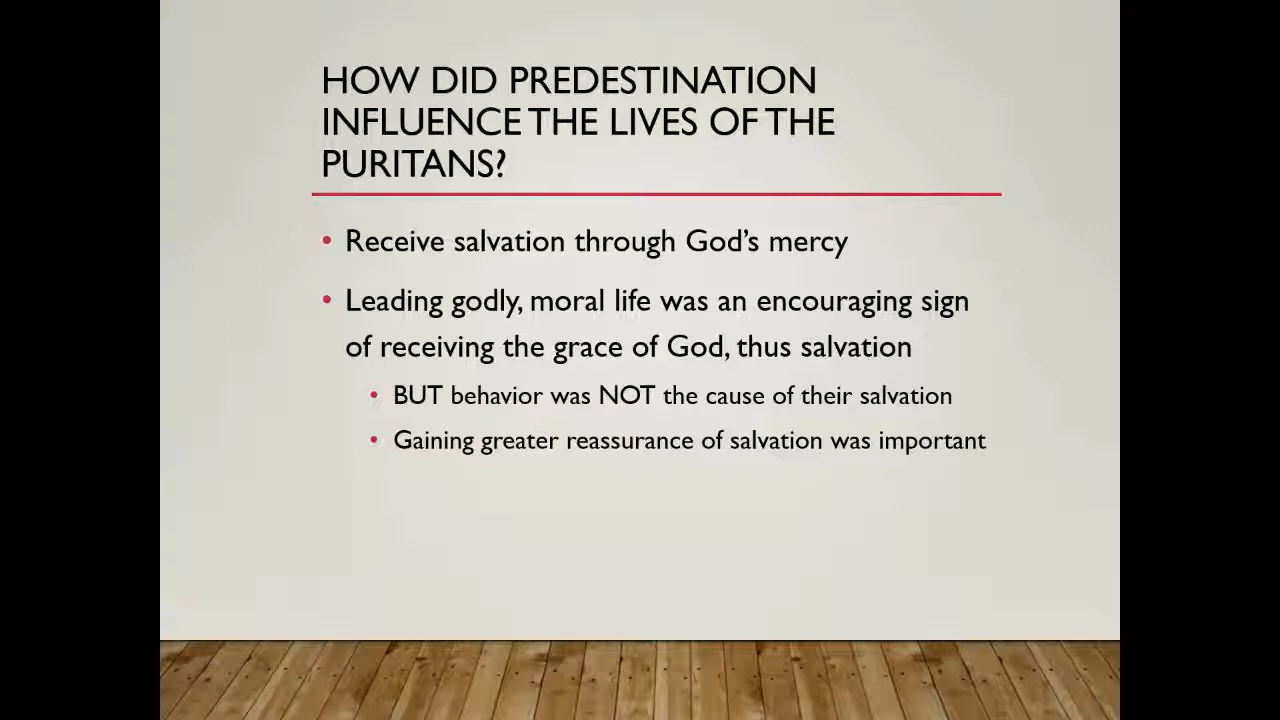 HOW DID PREDESTINATION
INFLUENCE THE LIVES OF THE
PURITANS?
• Receive salvation through God's mercy
• Leading godly, moral life was an encouraging sign
of receiving the grace of God, thus salvation
• BUT behavior was NOT the cause of their salvation
• Gaining greater reassurance of salvation was important